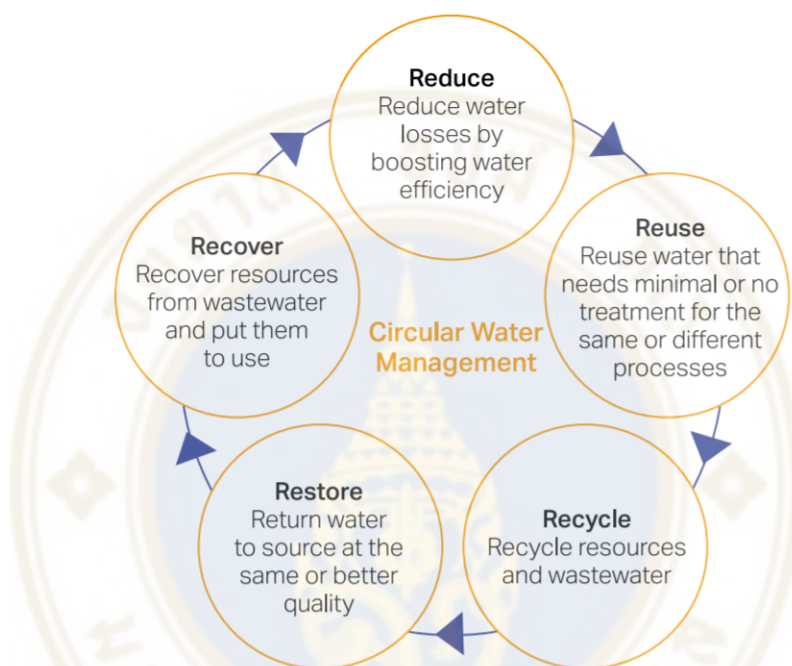 Reduce
Reduce water
losses by
boosting water
efficiency
Reuse
Reuse water that
needs minimal or no
treatment for the
same or different
processes
Recycle
Recycle resources
and wastewater
Restore
Return water
to source at the
same or better
quality
Recover
Recover resources
from wastewater
and put them
to use
Circular Water
Management